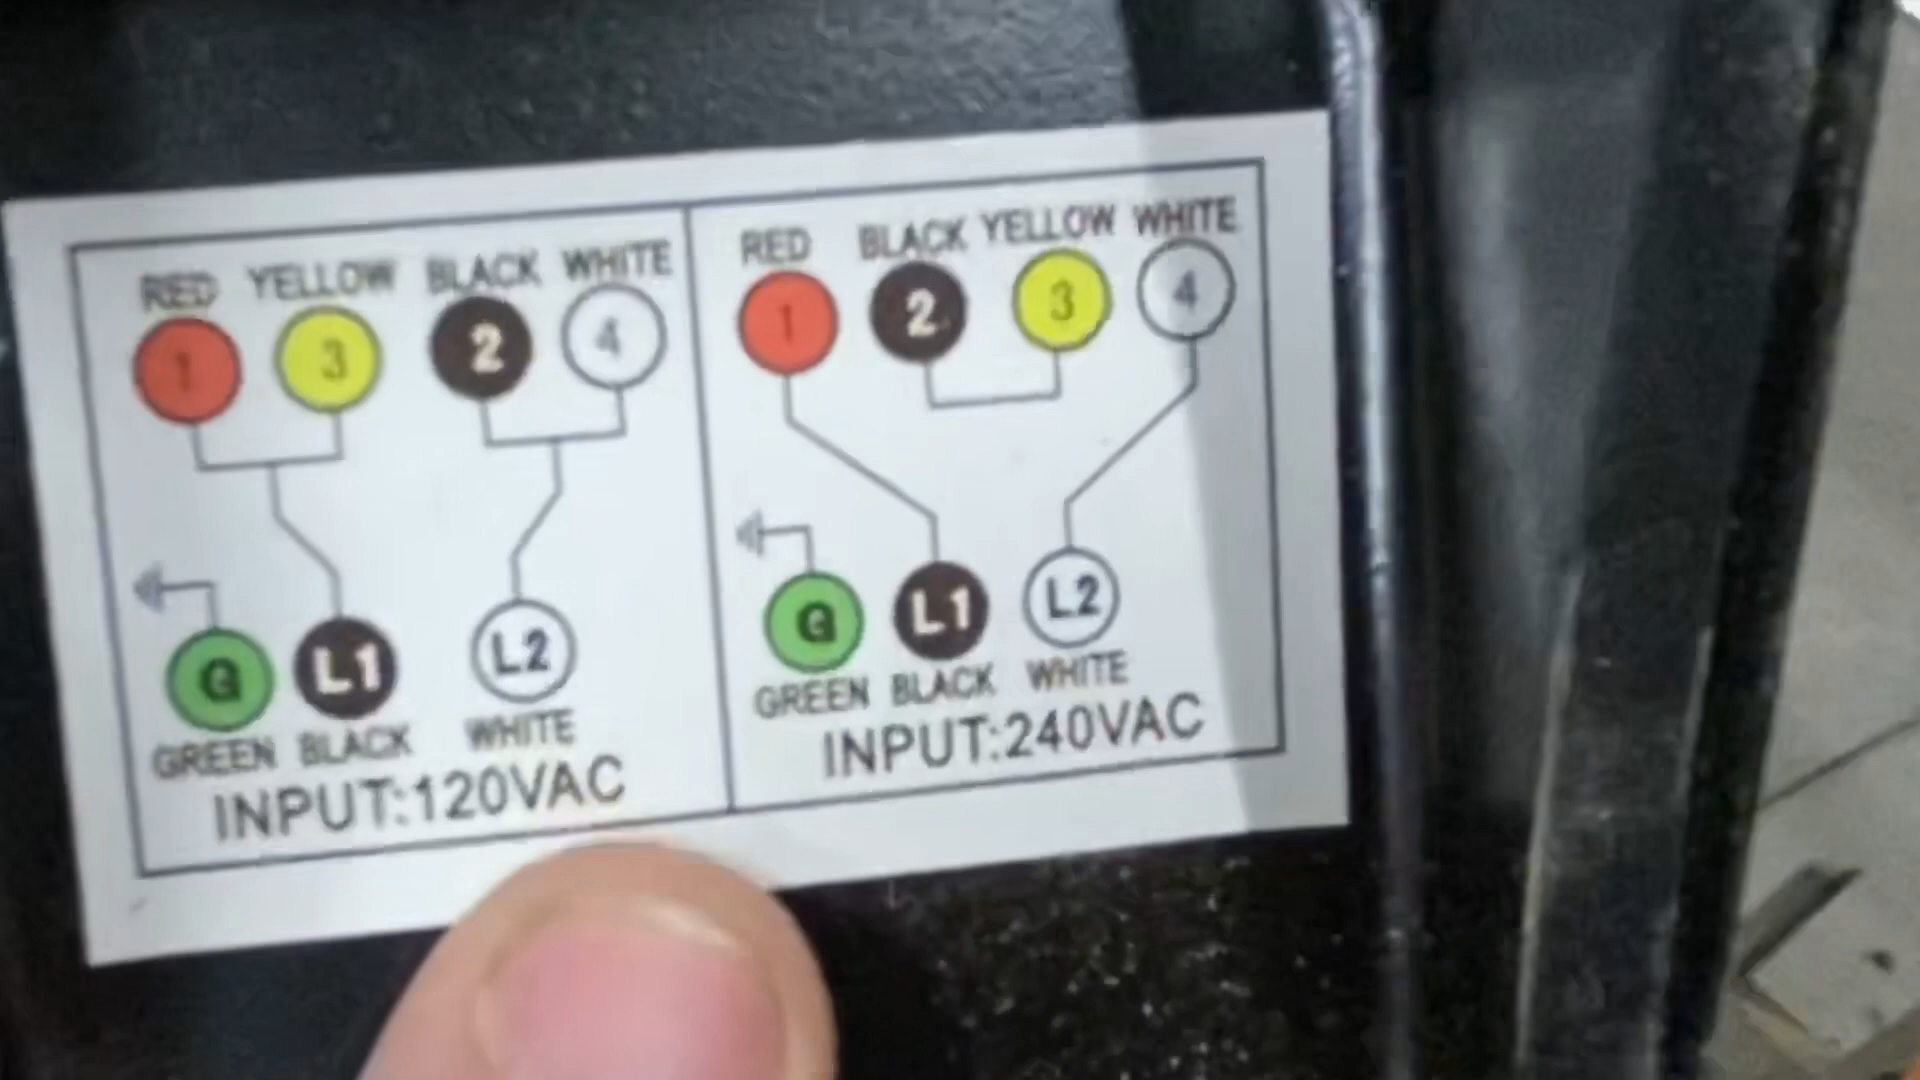 RED YELLOW BLACK WHITE
1 3 2 4
G L1 L2
GREEN BLACK WHITE
INPUT:120VAC
RED BLACK YELLOW WHITE
1 2 3 4
G L1 L2
GREEN BLACK WHITE
INPUT:240VAC